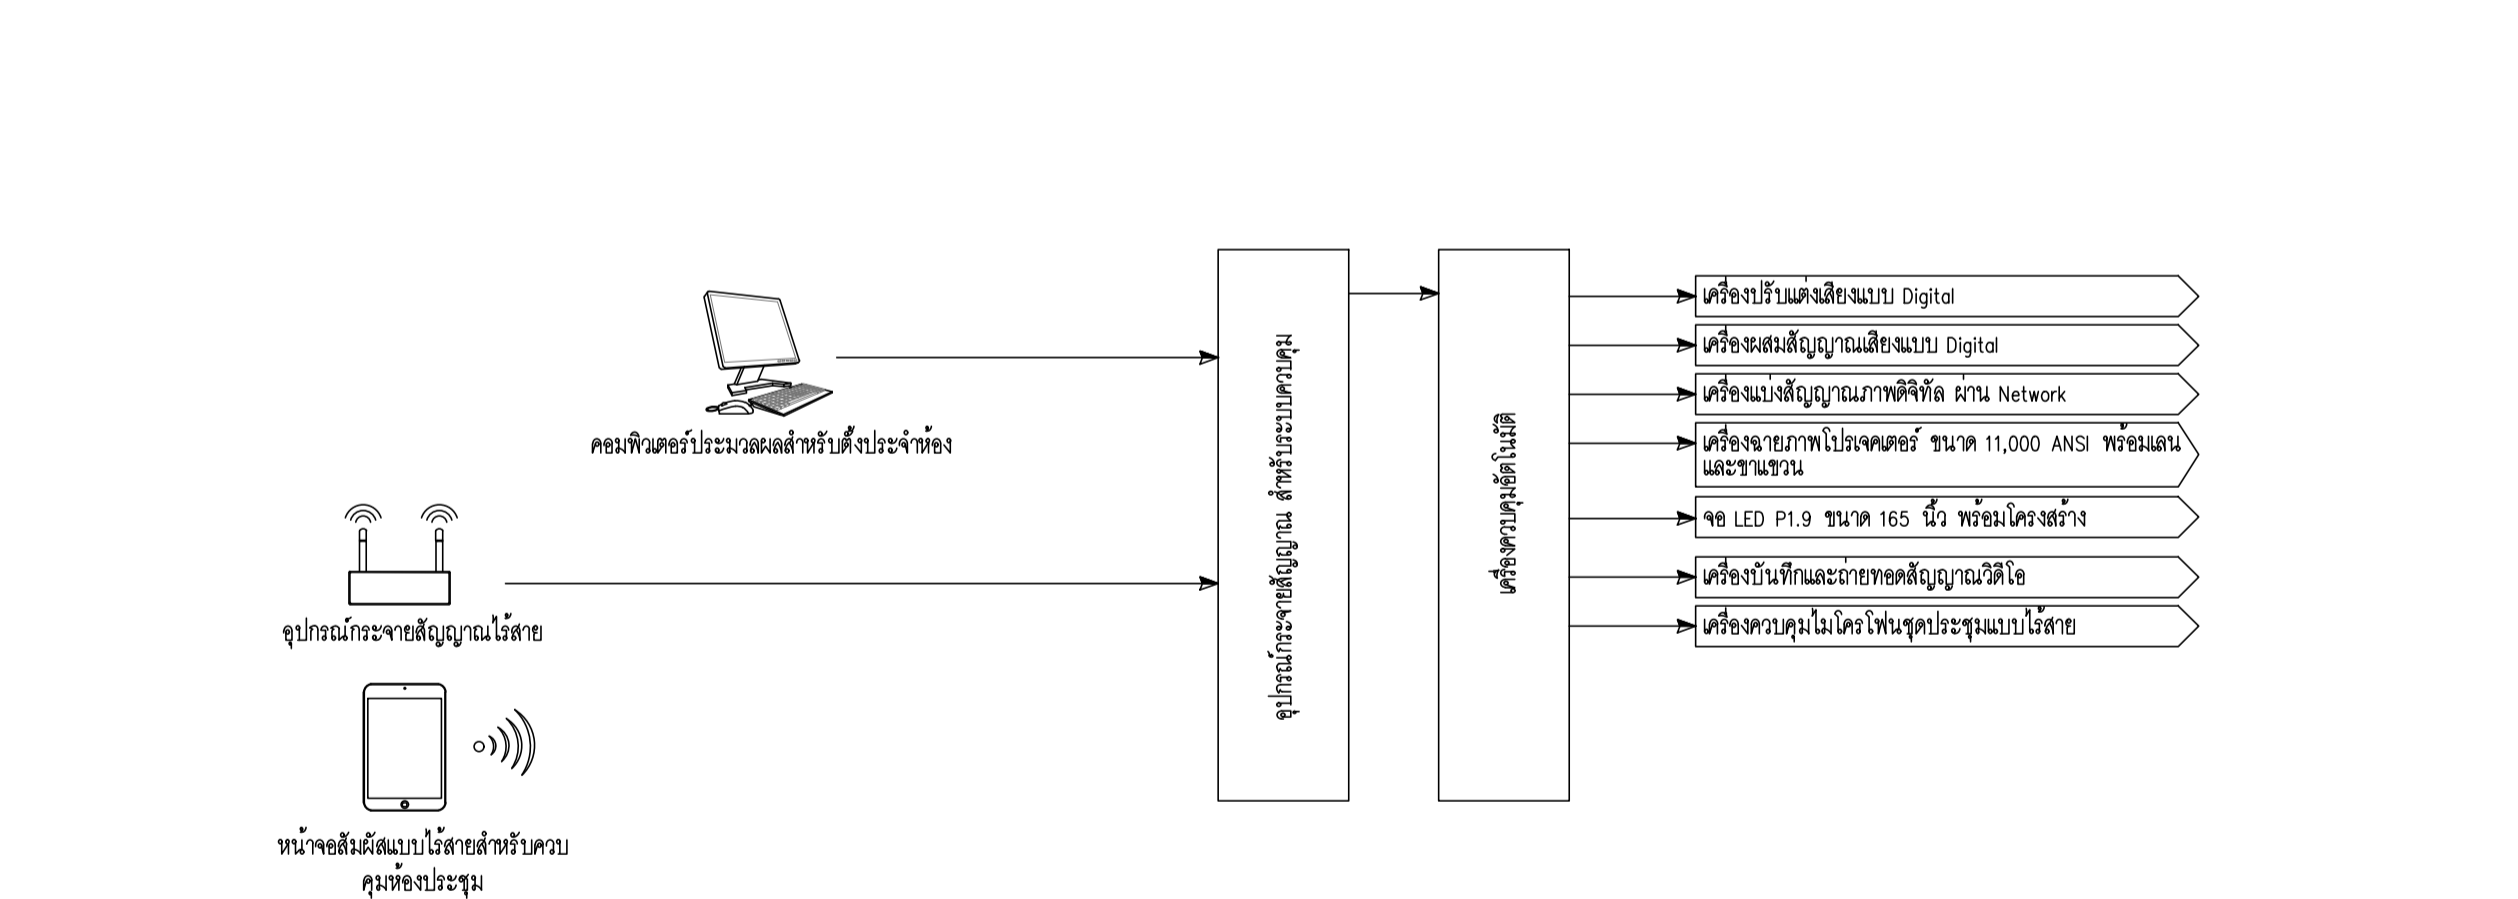 คอมพิวเตอร์ประมวลผลสำหรับตั้งประจำห้อง
อุปกรณ์กระจายสัญญาณไร้สาย
หน้าจอสัมผัสแบบไร้สายสำหรับควบ
คุมห้องประชุม
อุปกรณ์กระจายสัญญาณ สำหรับระบบควบคุม
เครื่องควบคุมอัตโนมัติ
เครื่องปรับแต่งเสียงแบบ Digital
เครื่องผสมสัญญาณเสียงแบบ Digital
เครื่องแบ่งสัญญาณภาพดิจิทัล ผ่าน Network
เครื่องฉายภาพโปรเจคเตอร์ ขนาด 11,000 ANSI พร้อมเลน
และขาแขวน
จอ LED P1.9 ขนาด 165 นิ้ว พร้อมโครงสร้าง
เครื่องบันทึกและถ่ายทอดสัญญาณวิดีโอ
เครื่องควบคุมไมโครโฟนชุดประชุมแบบไร้สาย